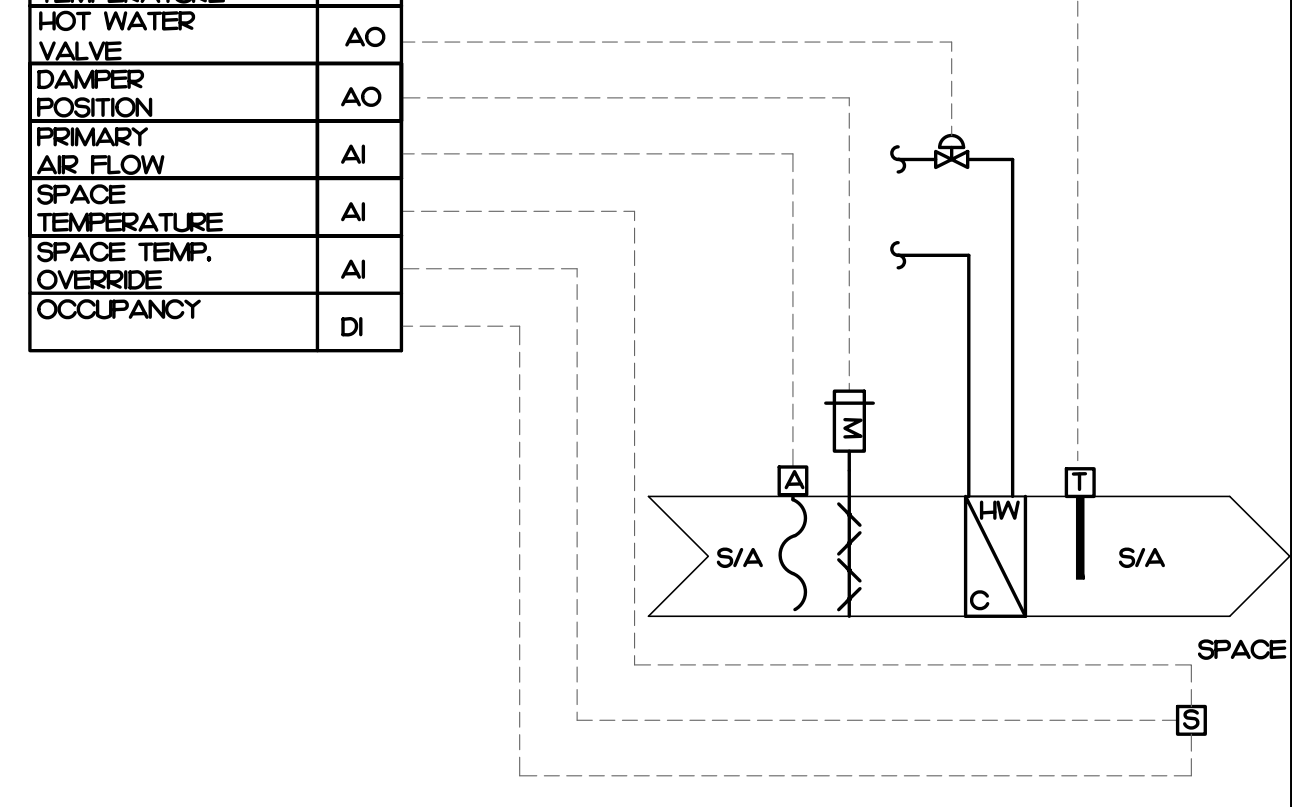 TEMPERATURE
HOT WATER
VALVE
AO
DAMPER
POSITION
AO
PRIMARY
AIR FLOW
AI
SPACE
TEMPERATURE
AI
SPACE TEMP.
OVERRIDE
AI
OCCUPANCY
DI
M
A
T
HW
S/A
S/A
C
SPACE
S